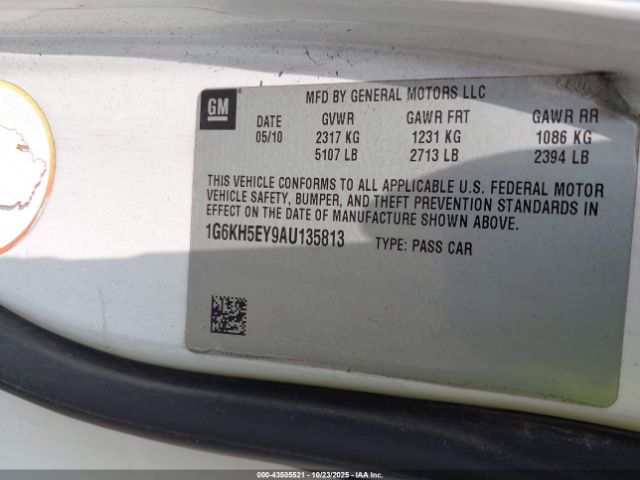 GM
MFD BY GENERAL MOTORS LLC
DATE GVWR GAWR FRT GAWR RR
05/10 2317 KG 1231 KG 1086 KG
5107 LB 2713 LB 2394 LB
THIS VEHICLE CONFORMS TO ALL APPLICABLE U.S. FEDERAL MOTOR
VEHICLE SAFETY, BUMPER, AND THEFT PREVENTION STANDARDS IN
EFFECT ON THE DATE OF MANUFACTURE SHOWN ABOVE.
1G6KH5EY9AU135813 TYPE: PASS CAR
000-43505521 - 10/23/2025 - IAAI.com